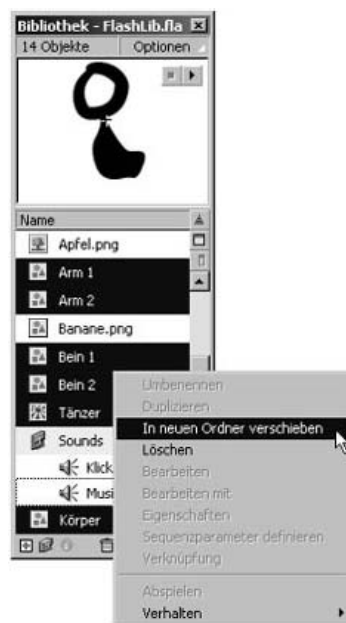 Bibliothek - FlashLib.fla
14 Objekte Optionen
Name
Apfel.png
Arm 1
Arm 2
Banane.png
Bein 1
Bein 2
Tänzer
Sounds
Klick
Musi
Körper
Umbenennen
Duplizieren
In neuen Ordner verschieben
Löschen
Bearbeiten
Bearbeiten mit
Eigenschaften
Sequenzparameter definieren
Verknüpfung
Abspielen
Verhalten